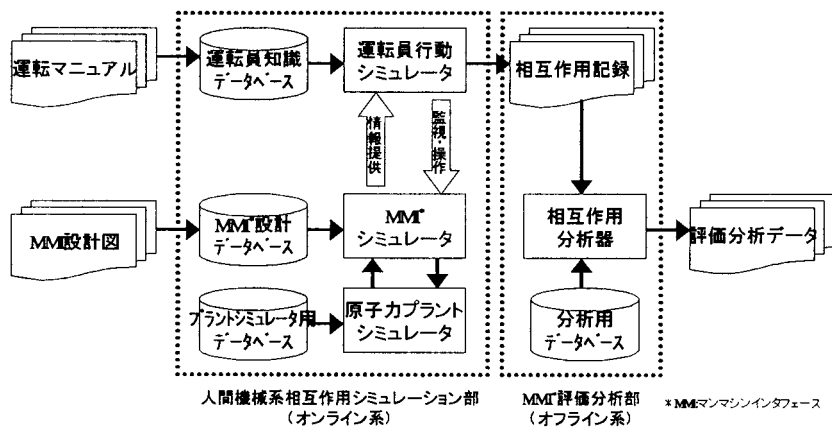 運転マニュアル
運転員知識
データベース
運転員行動
シミュレータ
相互作用記録
情報提供
監視・操作
MMI設計図
MMI*設計
データベース
MMI*
シミュレータ
相互作用
分析器
評価分析データ
プラントシミュレータ用
データベース
原子力プラント
シミュレータ
分析用
データベース
人間機械系相互作用シミュレーション部
(オンライン系)
MMI*評価分析部
(オフライン系)
*MMI:マンマシンインタフェース